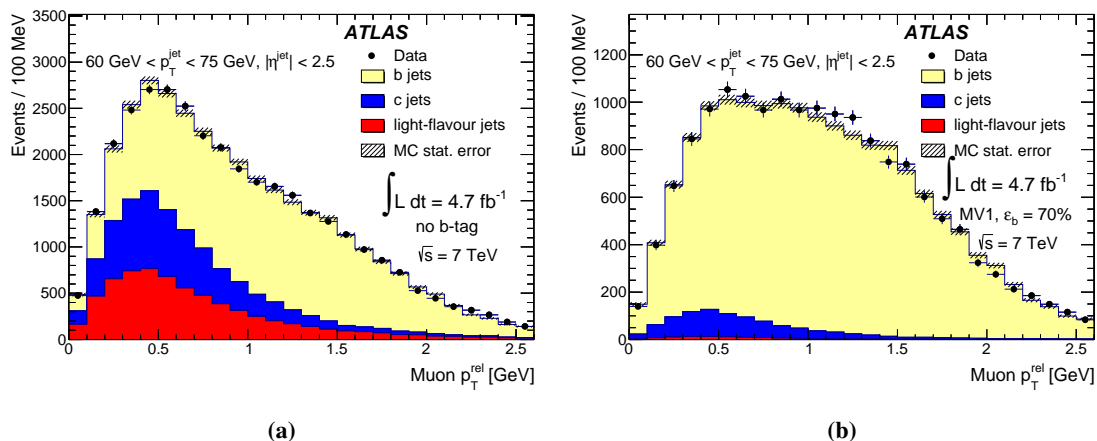 Events / 100 MeV
3500
3000
2500
2000
1500
1000
500
0
ATLAS
60 GeV < p_T^jet < 75 GeV, |η^jet| < 2.5
Data
b jets
c jets
light-flavour jets
MC stat. error
∫ L dt = 4.7 fb⁻¹
no b-tag
√s = 7 TeV
0 0.5 1 1.5 2 2.5
Muon p_T^rel [GeV]
(a)
Events / 100 MeV
1200
1000
800
600
400
200
0
ATLAS
60 GeV < p_T^jet < 75 GeV, |η^jet| < 2.5
Data
b jets
c jets
light-flavour jets
MC stat. error
∫ L dt = 4.7 fb⁻¹
MV1, ε_b = 70%
√s = 7 TeV
0 0.5 1 1.5 2 2.5
Muon p_T^rel [GeV]
(b)